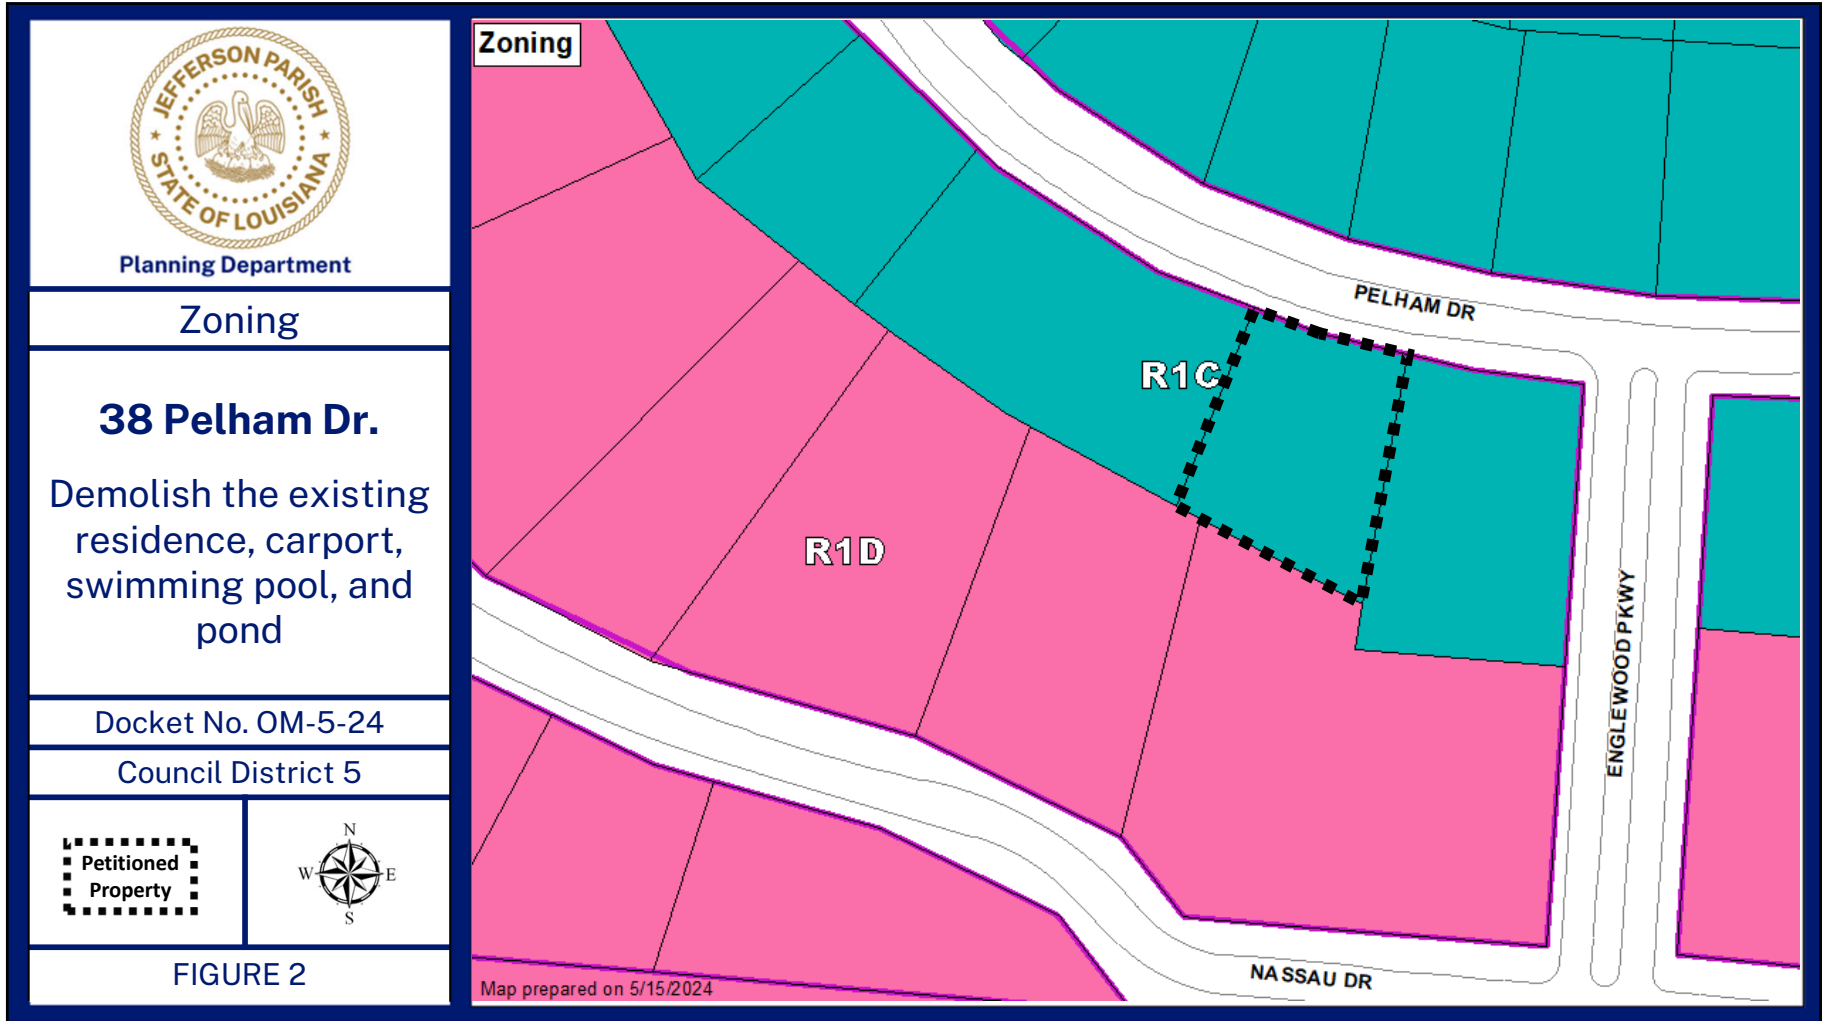 JEFFERSON PARISH
STATE OF LOUISIANA
Planning Department
Zoning
38 Pelham Dr.
Demolish the existing
residence, carport,
swimming pool, and
pond
Docket No. OM-5-24
Council District 5
Petitioned
Property
N
W E
S
FIGURE 2
Zoning
PELHAM DR
R1C
R1D
ENGLEWOOD PKWY
NASSAU DR
Map prepared on 5/15/2024